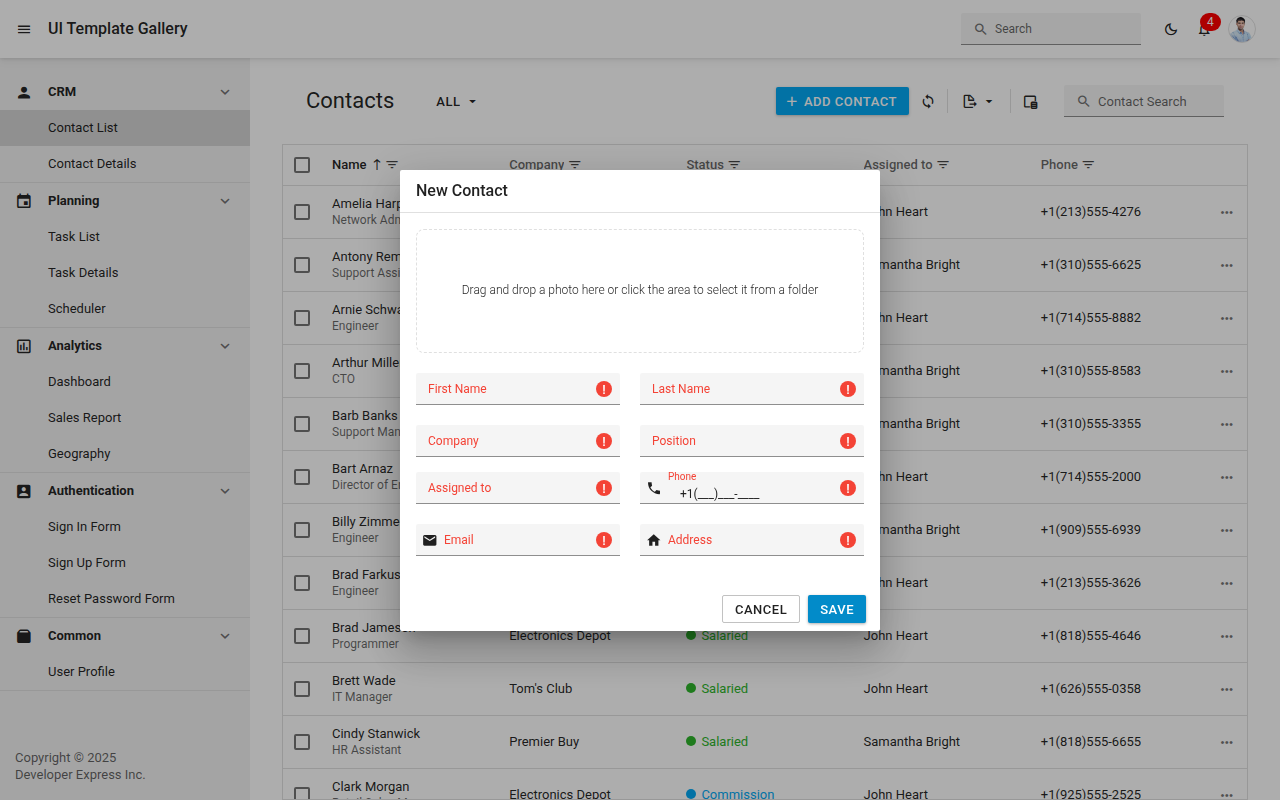 UI Template Gallery
Search
4
CRM
Contact List
Contact Details
Planning
Task List
Task Details
Scheduler
Analytics
Dashboard
Sales Report
Geography
Authentication
Sign In Form
Sign Up Form
Reset Password Form
Common
User Profile
Copyright © 2025
Developer Express Inc.
Contacts
ALL
ADD CONTACT
Contact Search
Name Company Status Assigned to Phone
Amelia Harp
Network Adn
hn Heart
+1(213)555-4276
Antony Rem
Support Assi
mantha Bright
+1(310)555-6625
Arnie Schwa
Engineer
hn Heart
+1(714)555-8882
Arthur Mille
CTO
mantha Bright
+1(310)555-8583
Barb Banks
Support Man
mantha Bright
+1(310)555-3355
Bart Arnaz
Director of E
hn Heart
+1(714)555-2000
Billy Zimme
Engineer
mantha Bright
+1(909)555-6939
Brad Farkus
Engineer
hn Heart
+1(213)555-3626
Brad Jameson
Programmer
Electronics Depot
Salaried
John Heart
+1(818)555-4646
Brett Wade
IT Manager
Tom's Club
Salaried
John Heart
+1(626)555-0358
Cindy Stanwick
HR Assistant
Premier Buy
Salaried
Samantha Bright
+1(818)555-6655
Clark Morgan
Electronics Depot
Commission
John Heart
+1(925)555-2525
New Contact
Drag and drop a photo here or click the area to select it from a folder
First Name
Last Name
Company
Position
Assigned to
Phone
+1(___)___-____
Email
Address
CANCEL
SAVE